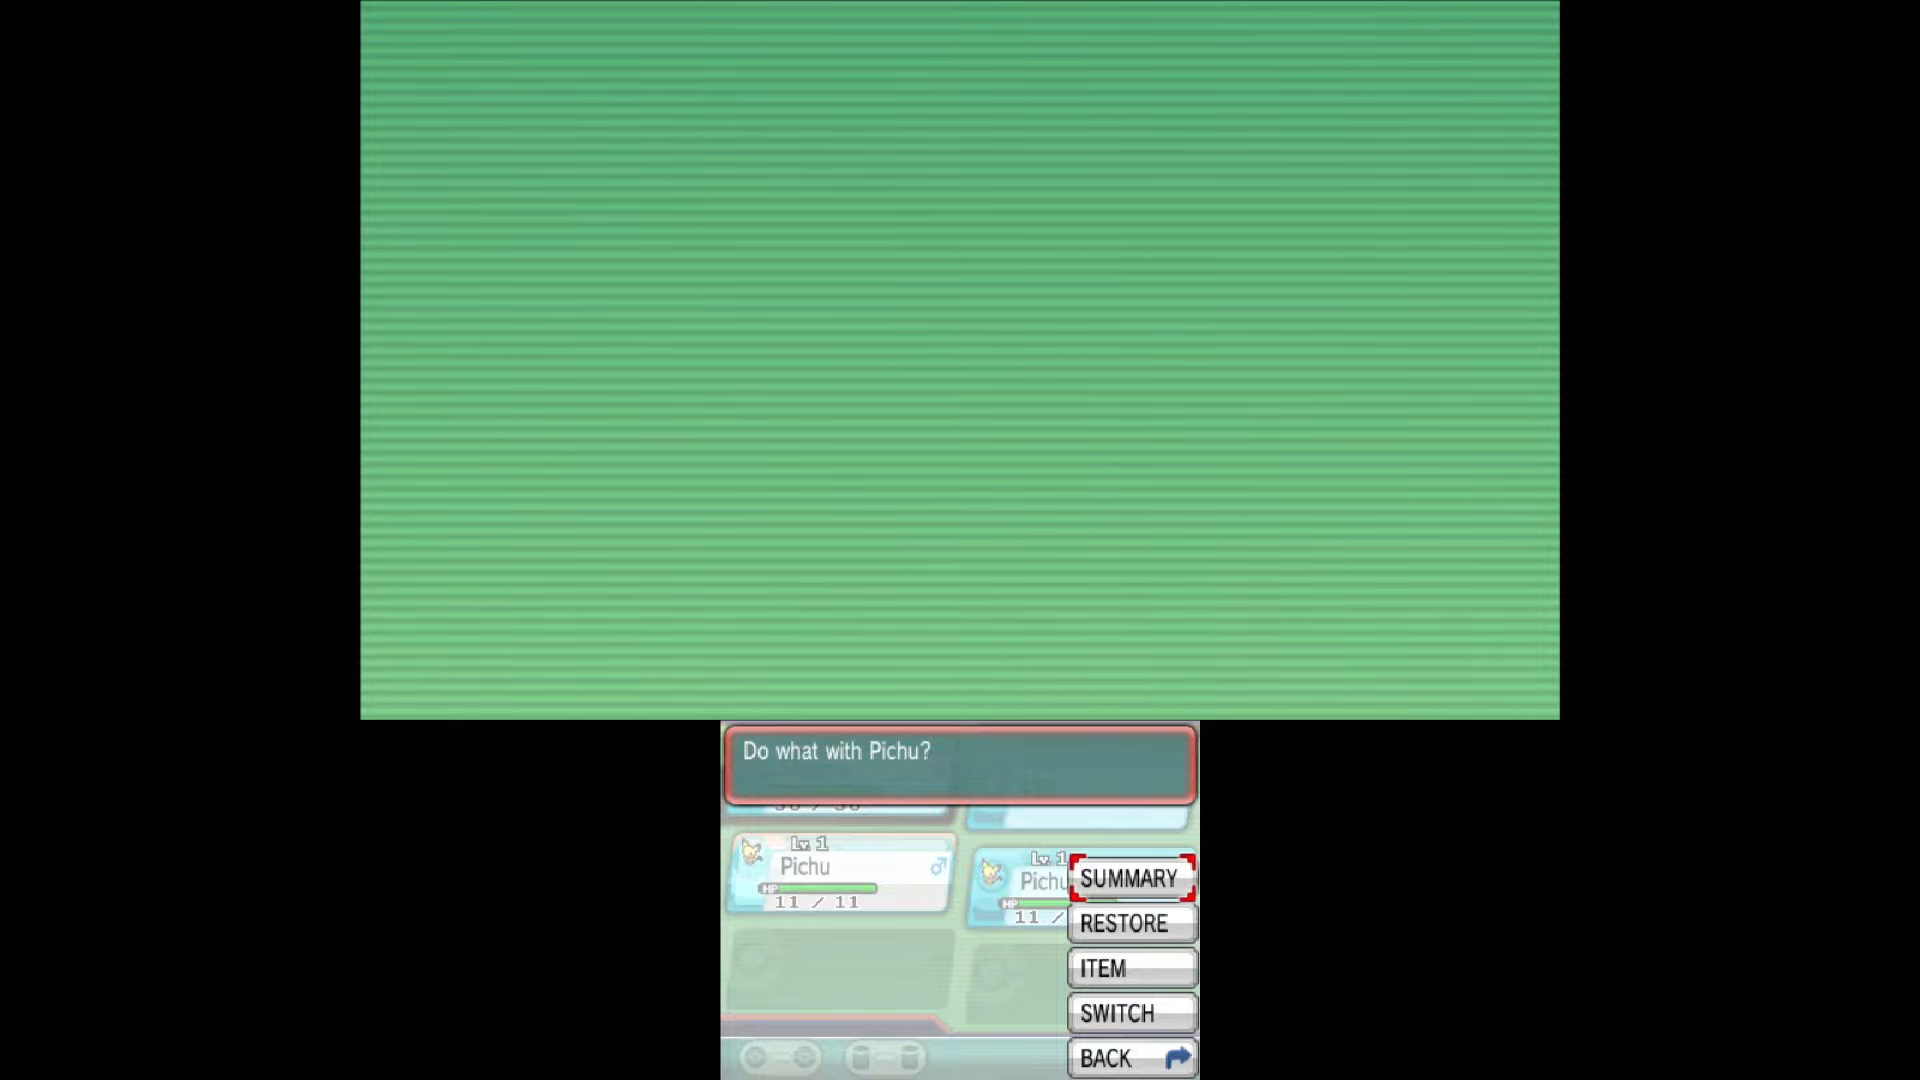 Do what with Pichu?
Lv. 1
Pichu ♂
HP
11 / 11
Lv. 1
Pichu
HP
11 /
SUMMARY
RESTORE
ITEM
SWITCH
BACK